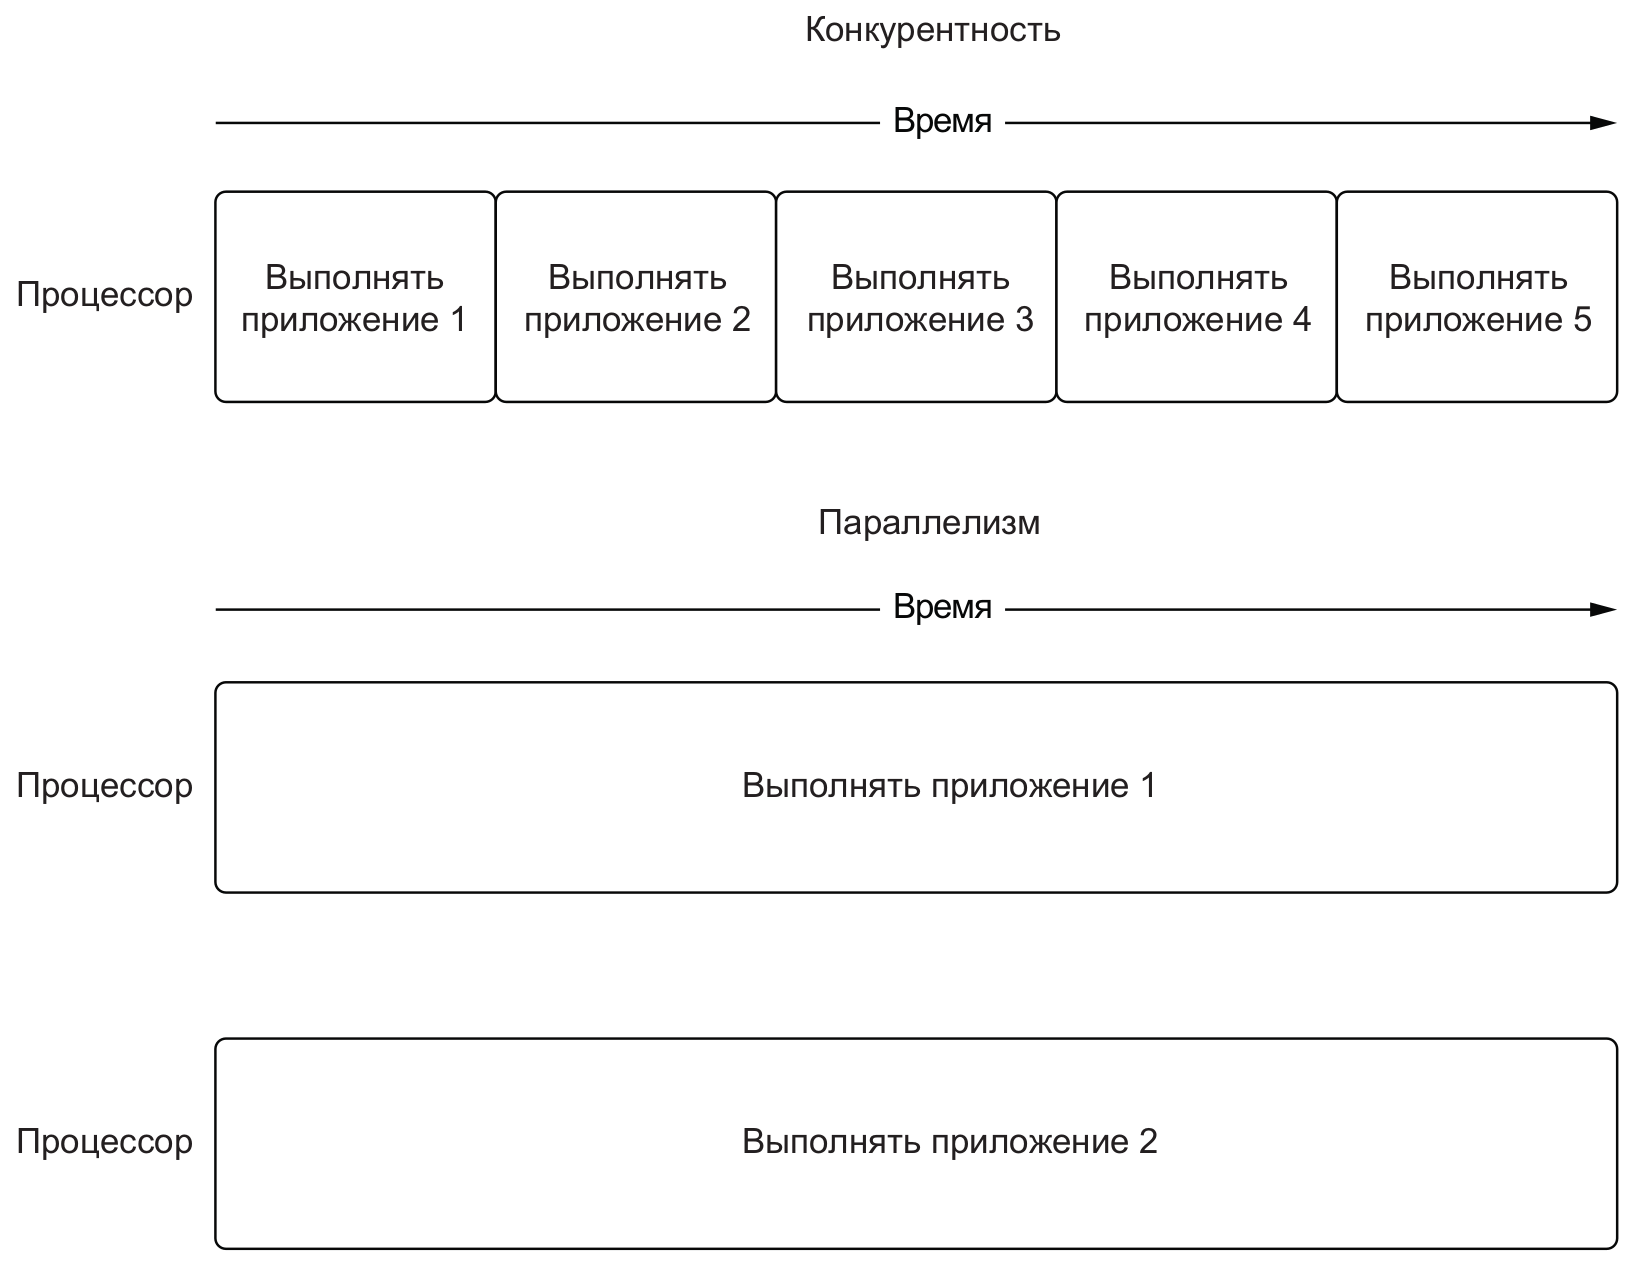 Конкурентность
Время
Процессор
Выполнять
приложение 1
Выполнять
приложение 2
Выполнять
приложение 3
Выполнять
приложение 4
Выполнять
приложение 5
Параллелизм
Время
Процессор
Выполнять приложение 1
Процессор
Выполнять приложение 2